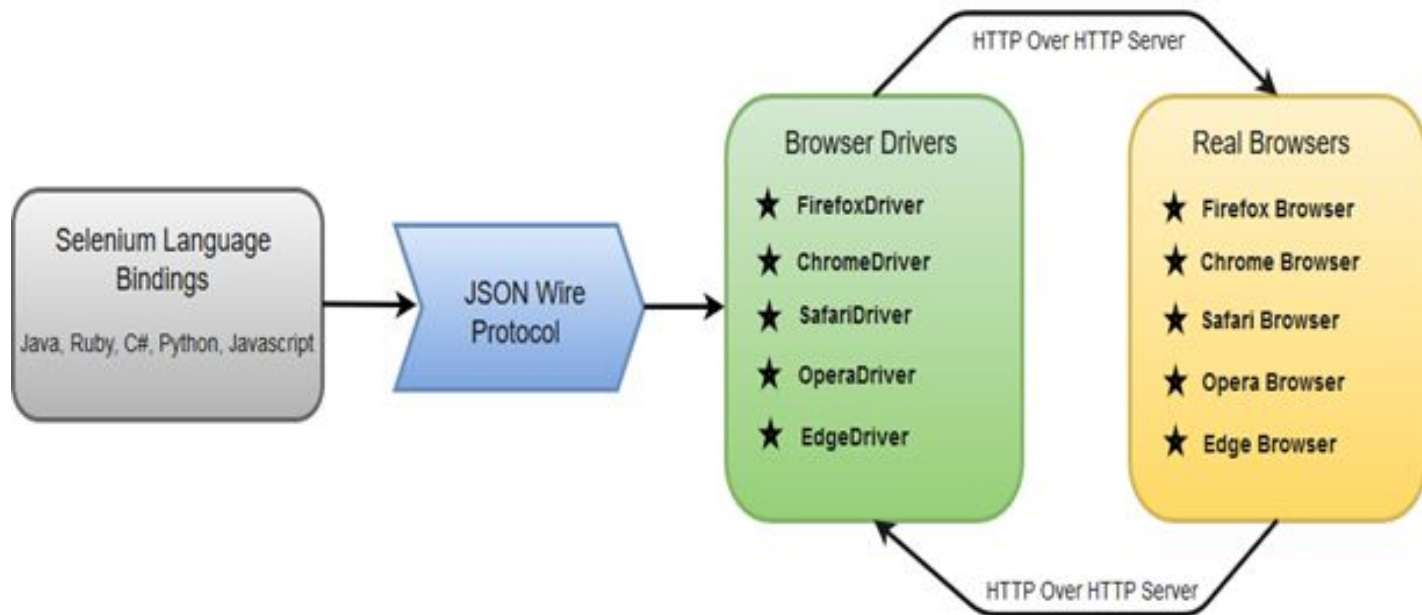 HTTP Over HTTP Server
Selenium Language
Bindings
Java, Ruby, C#, Python, Javascript
JSON Wire
Protocol
Browser Drivers
FirefoxDriver
ChromeDriver
SafariDriver
OperaDriver
EdgeDriver
Real Browsers
Firefox Browser
Chrome Browser
Safari Browser
Opera Browser
Edge Browser
HTTP Over HTTP Server